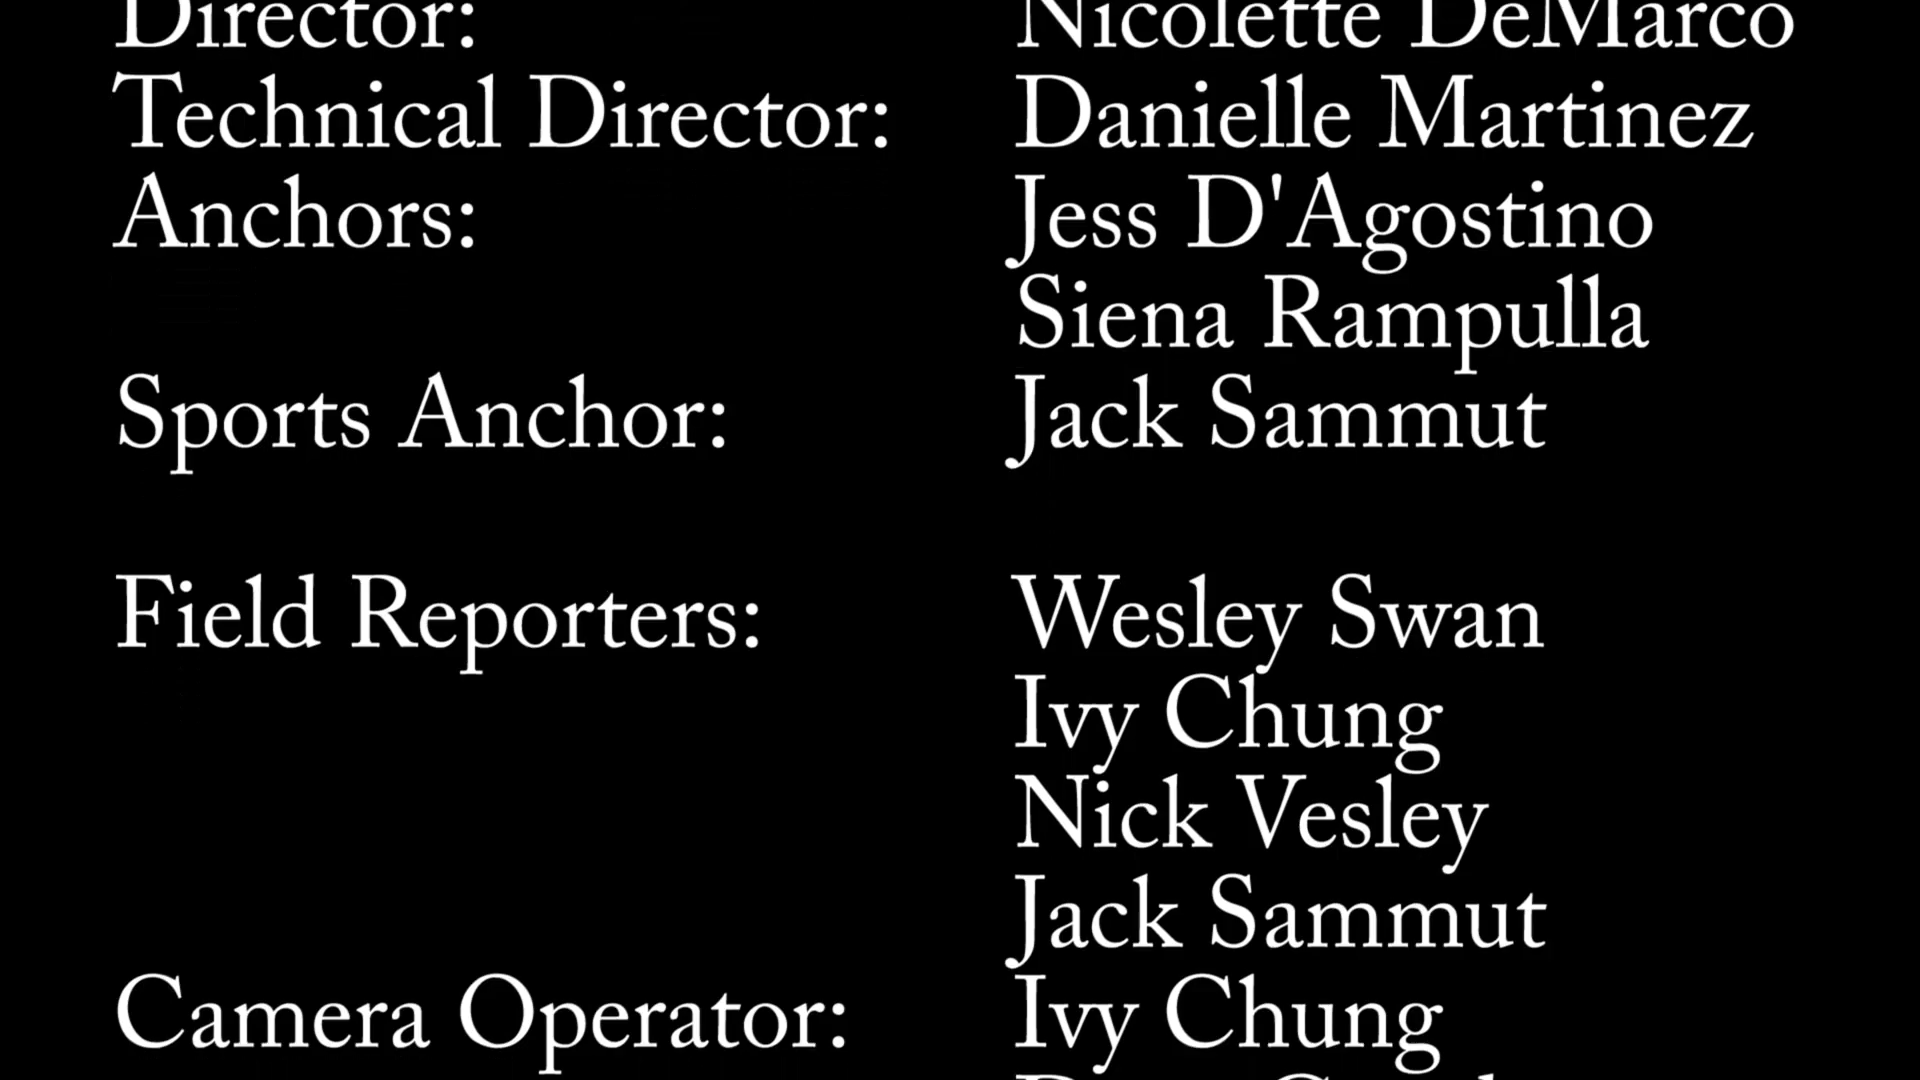 Director: Nicolette DeMarco
Technical Director: Danielle Martinez
Anchors: Jess D'Agostino
Siena Rampulla
Sports Anchor: Jack Sammut
Field Reporters: Wesley Swan
Ivy Chung
Nick Vesley
Jack Sammut
Camera Operator: Ivy Chung